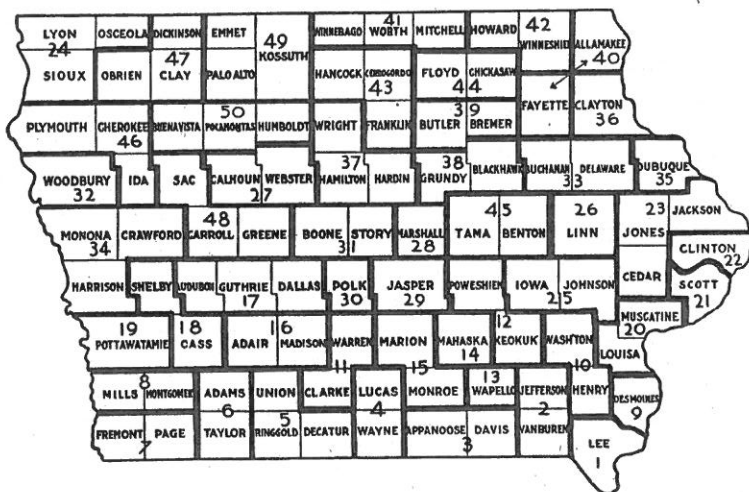 LYON OSCEOLA DICKINSON EMMET 49 KOSSUTH WINNEBAGO 41 WORTH MITCHELL HOWARD 42 WINNESHIEK ALLAMAKEE
24 47 40
SIOUX OBRIEN CLAY PALO ALTO HANCOCK CERROGORDO FLOYD CHICKASAW
43 44
PLYMOUTH CHEROKEE BUENAVISTA 50 POCAHONTAS HUMBOLDT WRIGHT FRANKLIN BUTLER 39 BREMER FAYETTE CLAYTON
46 36
WOODBURY IDA SAC CALHOUN WEBSTER 37 HAMILTON HARDIN 38 GRUNDY BLACKHAWK BUCHANAN DELAWARE DUBUQUE
32 27 33 35
MONONA CRAWFORD 48 CARROLL GREENE BOONE STORY MARSHALL TAMA 45 BENTON 26 LINN 23 JONES JACKSON
34 31 28
CLINTON
22
HARRISON SHELBY AUDUBON GUTHRIE DALLAS POLK JASPER POWESHIEK IOWA JOHNSON CEDAR SCOTT
17 30 29 25 21
MUSCATINE
20
19 POTTAWATAMIE 18 CASS ADAIR 16 MADISON WARREN MARION MAHASKA 12 KEOKUK WASH'TON LOUISA
14
8 11 15 13 10
MILLS MONTGOMERY ADAMS UNION CLARKE LUCAS MONROE WAPELLO JEFFERSON HENRY DESMOINES
6 5 4 2 9
FREMONT PAGE TAYLOR RINGGOLD DECATUR WAYNE APPANOOSE DAVIS VANBUREN
7 3
LEE
1